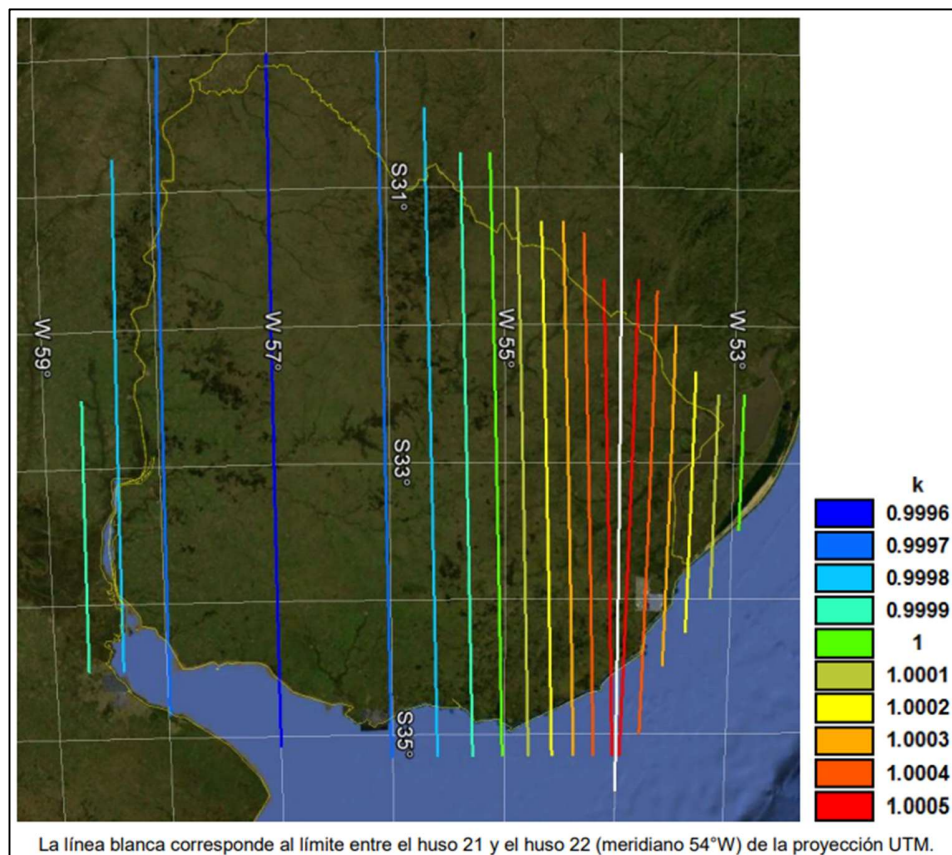 S31°
W 59°
W 57°
W 55°
W 53°
S33°
S35°
k
0.9996
0.9997
0.9998
0.9999
1
1.0001
1.0002
1.0003
1.0004
1.0005
La línea blanca corresponde al límite entre el huso 21 y el huso 22 (meridiano 54°W) de la proyección UTM.